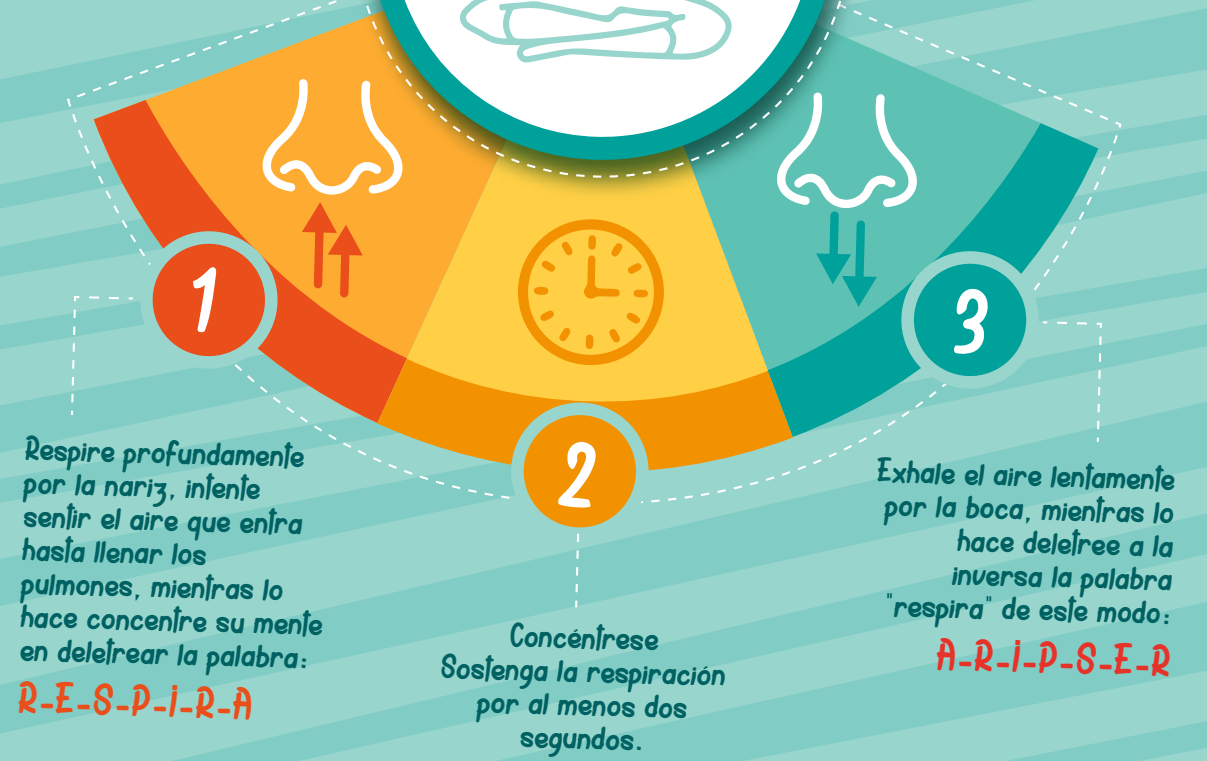 1
Respire profundamente
por la nariz, intente
sentir el aire que entra
hasta llenar los
pulmones, mientras lo
hace concentre su mente
en deletrear la palabra:
R-E-S-P-I-R-A
2
Concéntrese
Sostenga la respiración
por al menos dos
segundos.
3
Exhale el aire lentamente
por la boca, mientras lo
hace deletree a la
inversa la palabra
"respira" de este modo:
A-R-I-P-S-E-R